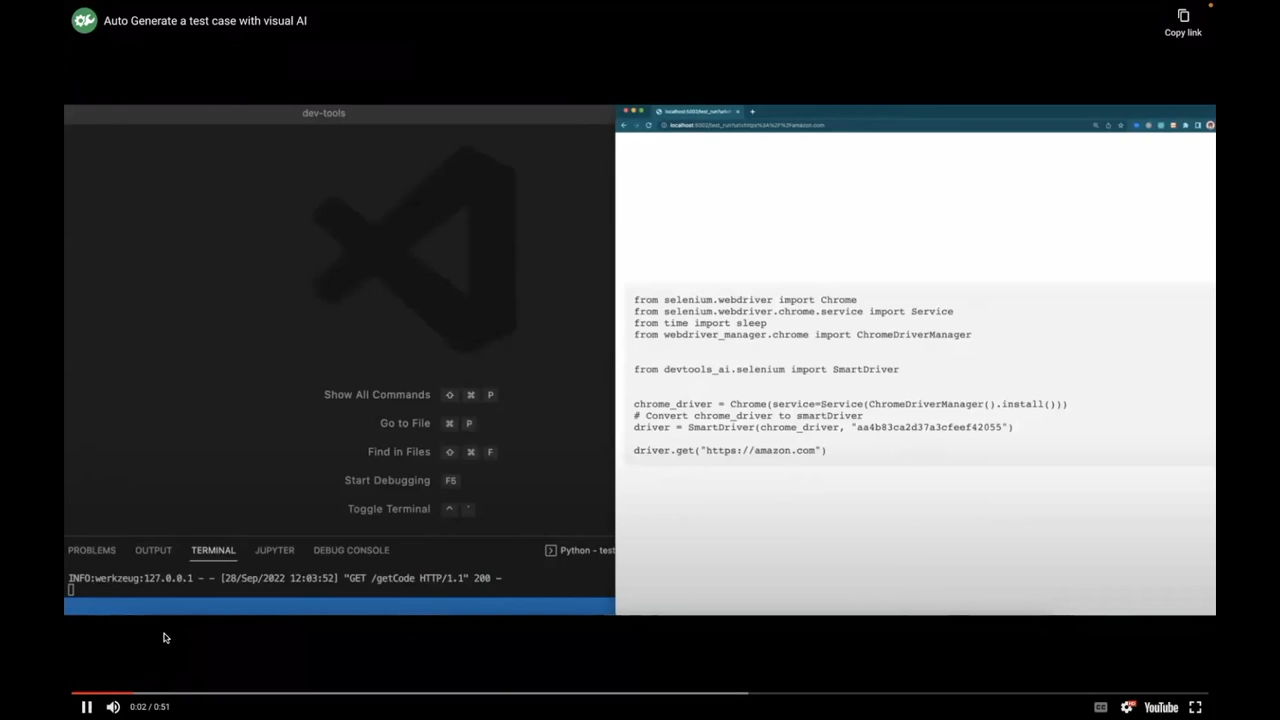 Auto Generate a test case with visual AI
Copy link
dev-tools
Show All Commands ⇧ ⌘ P
Go to File ⌘ P
Find in Files ⇧ ⌘ F
Start Debugging F5
Toggle Terminal ^ `
PROBLEMS OUTPUT TERMINAL JUPYTER DEBUG CONSOLE Python - test
INFO:werkzeug:127.0.0.1 - - [28/Sep/2022 12:03:52] "GET /getCode HTTP/1.1" 200 -
from selenium.webdriver import Chrome
from selenium.webdriver.chrome.service import Service
from time import sleep
from webdriver_manager.chrome import ChromeDriverManager
from devtools_ai.selenium import SmartDriver
chrome_driver = Chrome(service=Service(ChromeDriverManager().install()))
# Convert chrome_driver to smartDriver
driver = SmartDriver(chrome_driver, "aa4b83ca2d37a3cfeef42055")
driver.get("https://amazon.com")
0:02 / 0:51
CC
YouTube